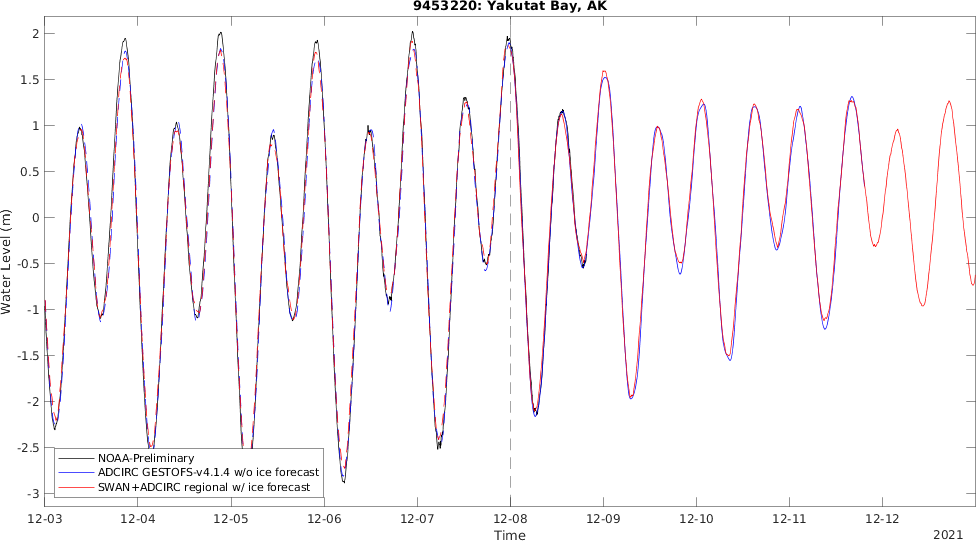 9453220: Yakutat Bay, AK
2
1.5
1
0.5
0
-0.5
-1
-1.5
-2
-2.5
-3
Water Level (m)
NOAA-Preliminary
ADCIRC GESTOFS-v4.1.4 w/o ice forecast
SWAN+ADCIRC regional w/ ice forecast
12-03 12-04 12-05 12-06 12-07 12-08 12-09 12-10 12-11 12-12
Time
2021